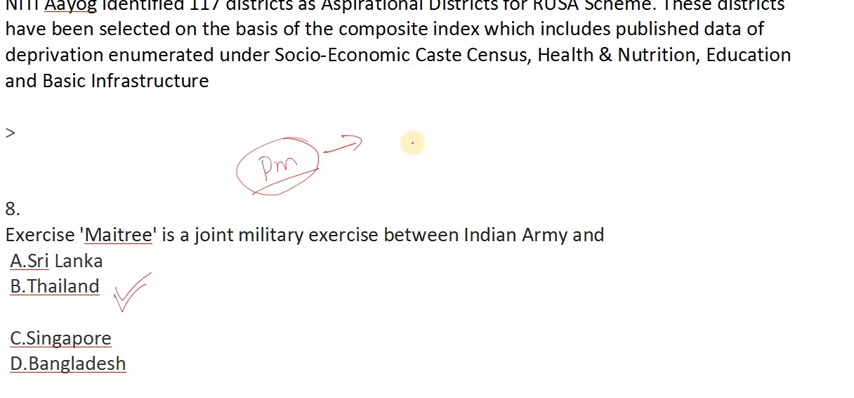 NITI Aayog identified 117 districts as Aspirational Districts for RUSA Scheme. These districts
have been selected on the basis of the composite index which includes published data of
deprivation enumerated under Socio-Economic Caste Census, Health & Nutrition, Education
and Basic Infrastructure
>
Pm
8.
Exercise 'Maitree' is a joint military exercise between Indian Army and
A.Sri Lanka
B.Thailand
C.Singapore
D.Bangladesh